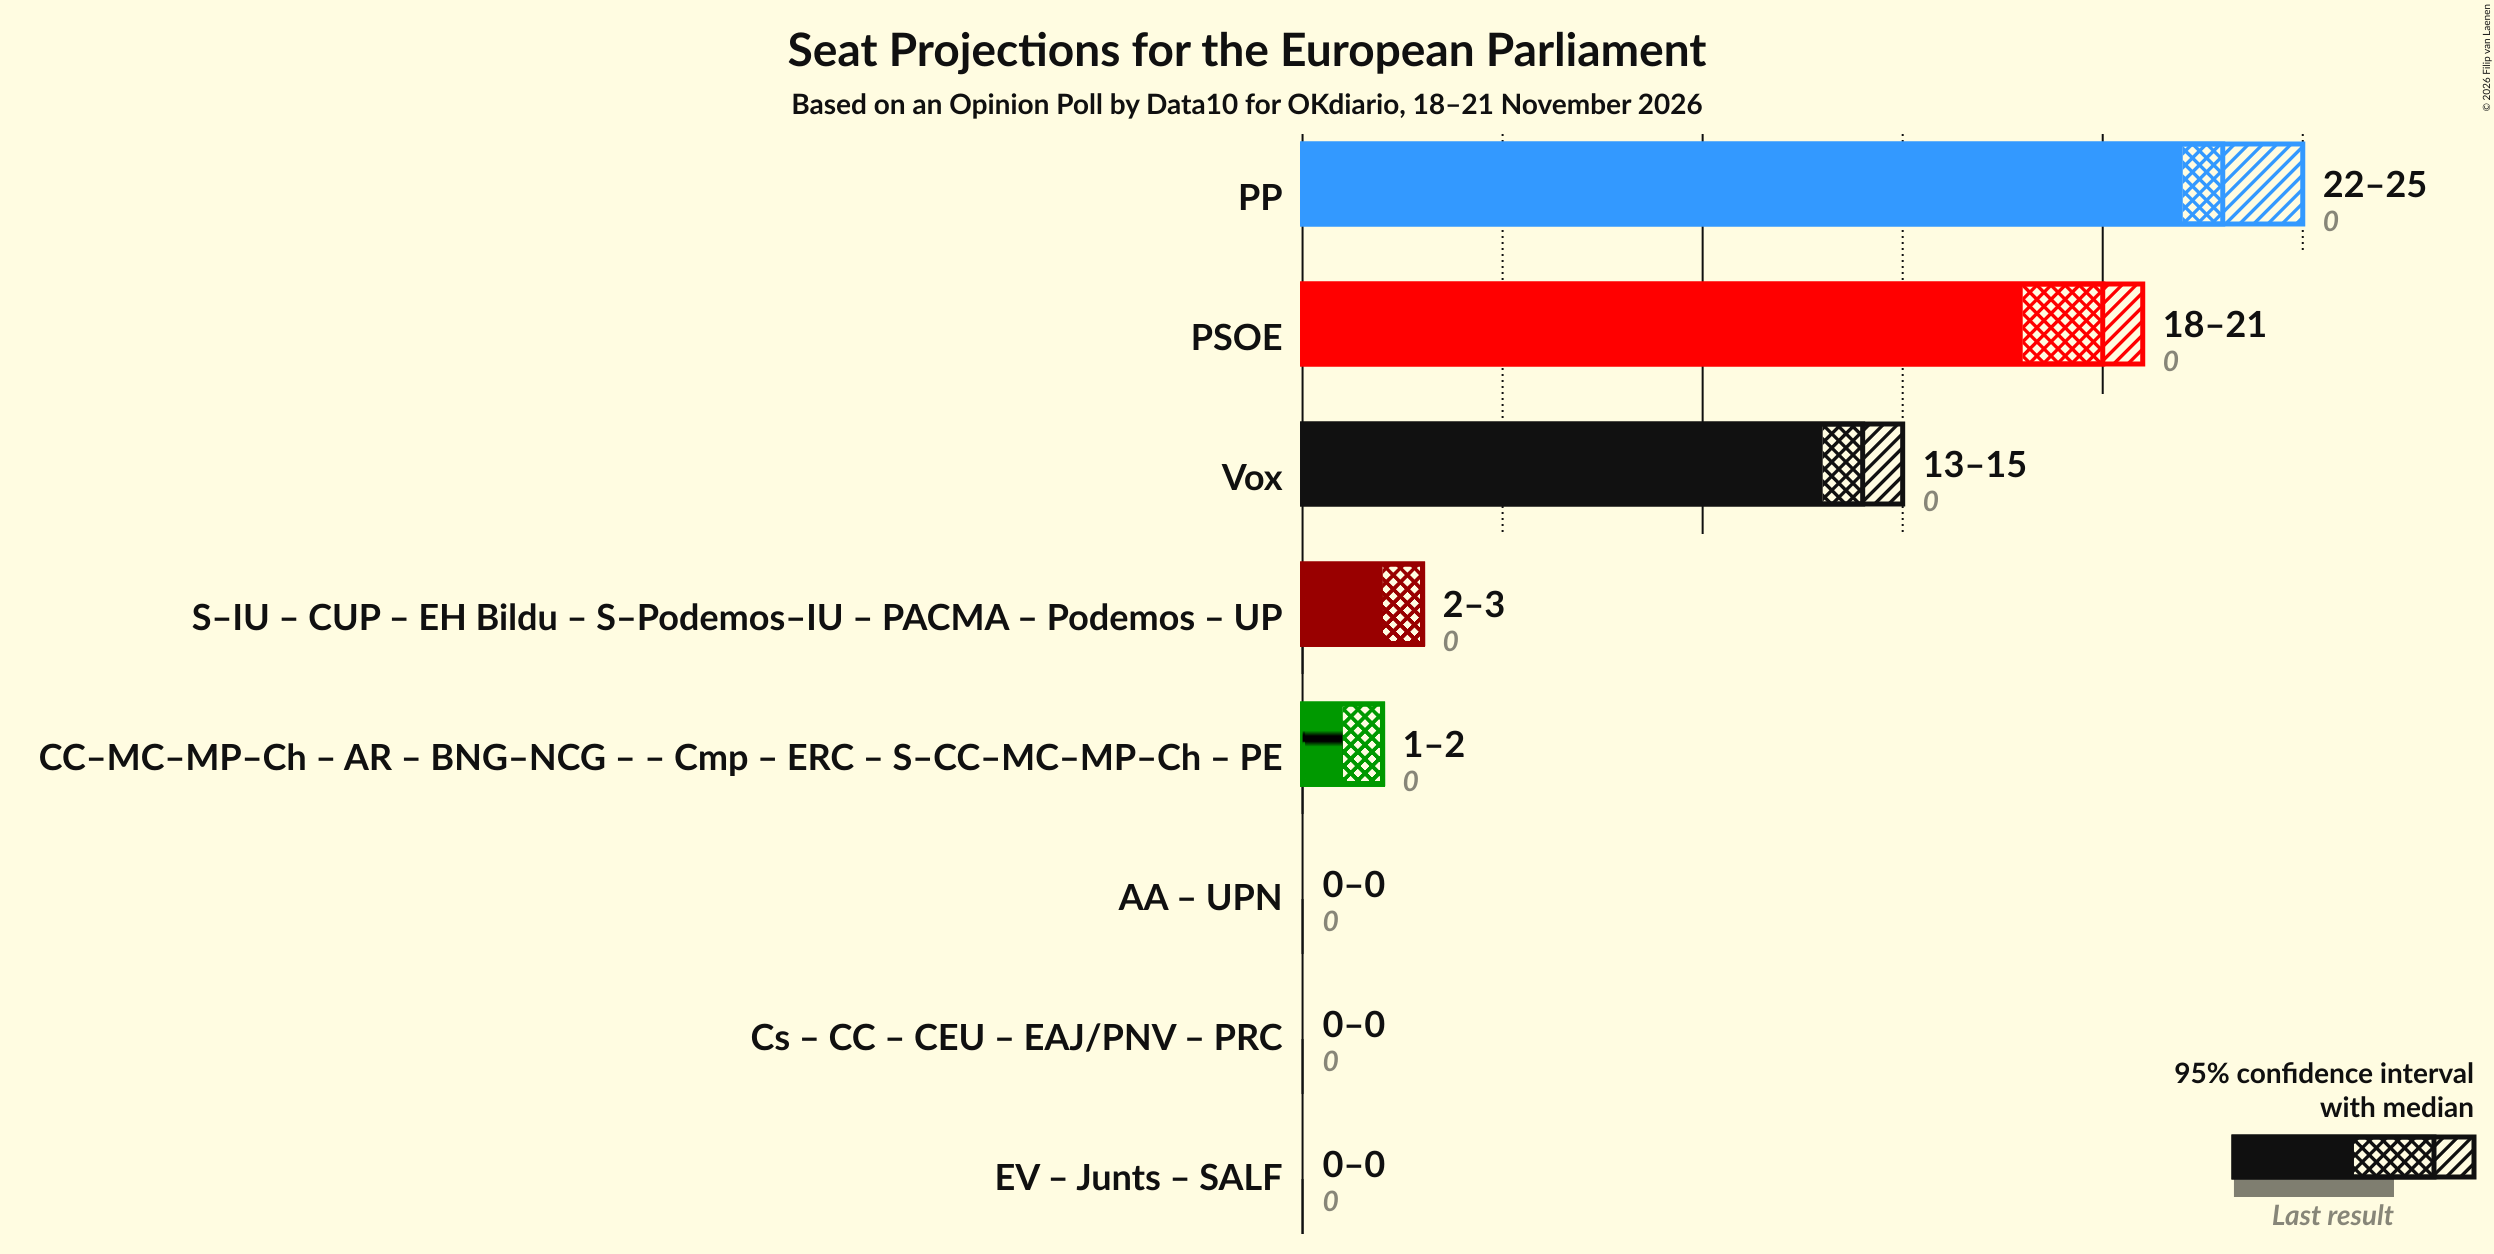 Seat Projections for the European Parliament
Based on an Opinion Poll by Data10 for OKdiario, 18–21 November 2026
© 2026 Filip van Laenen
PP
22–25
0
PSOE
18–21
0
Vox
13–15
0
S–IU – CUP – EH Bildu – S–Podemos–IU – PACMA – Podemos – UP
2–3
0
CC–MC–MP–Ch – AR – BNG–NCG – – Cmp – ERC – S–CC–MC–MP–Ch – PE
1–2
0
AA – UPN
0–0
0
Cs – CC – CEU – EAJ/PNV – PRC
0–0
0
EV – Junts – SALF
0–0
0
95% confidence interval
with median
Last result